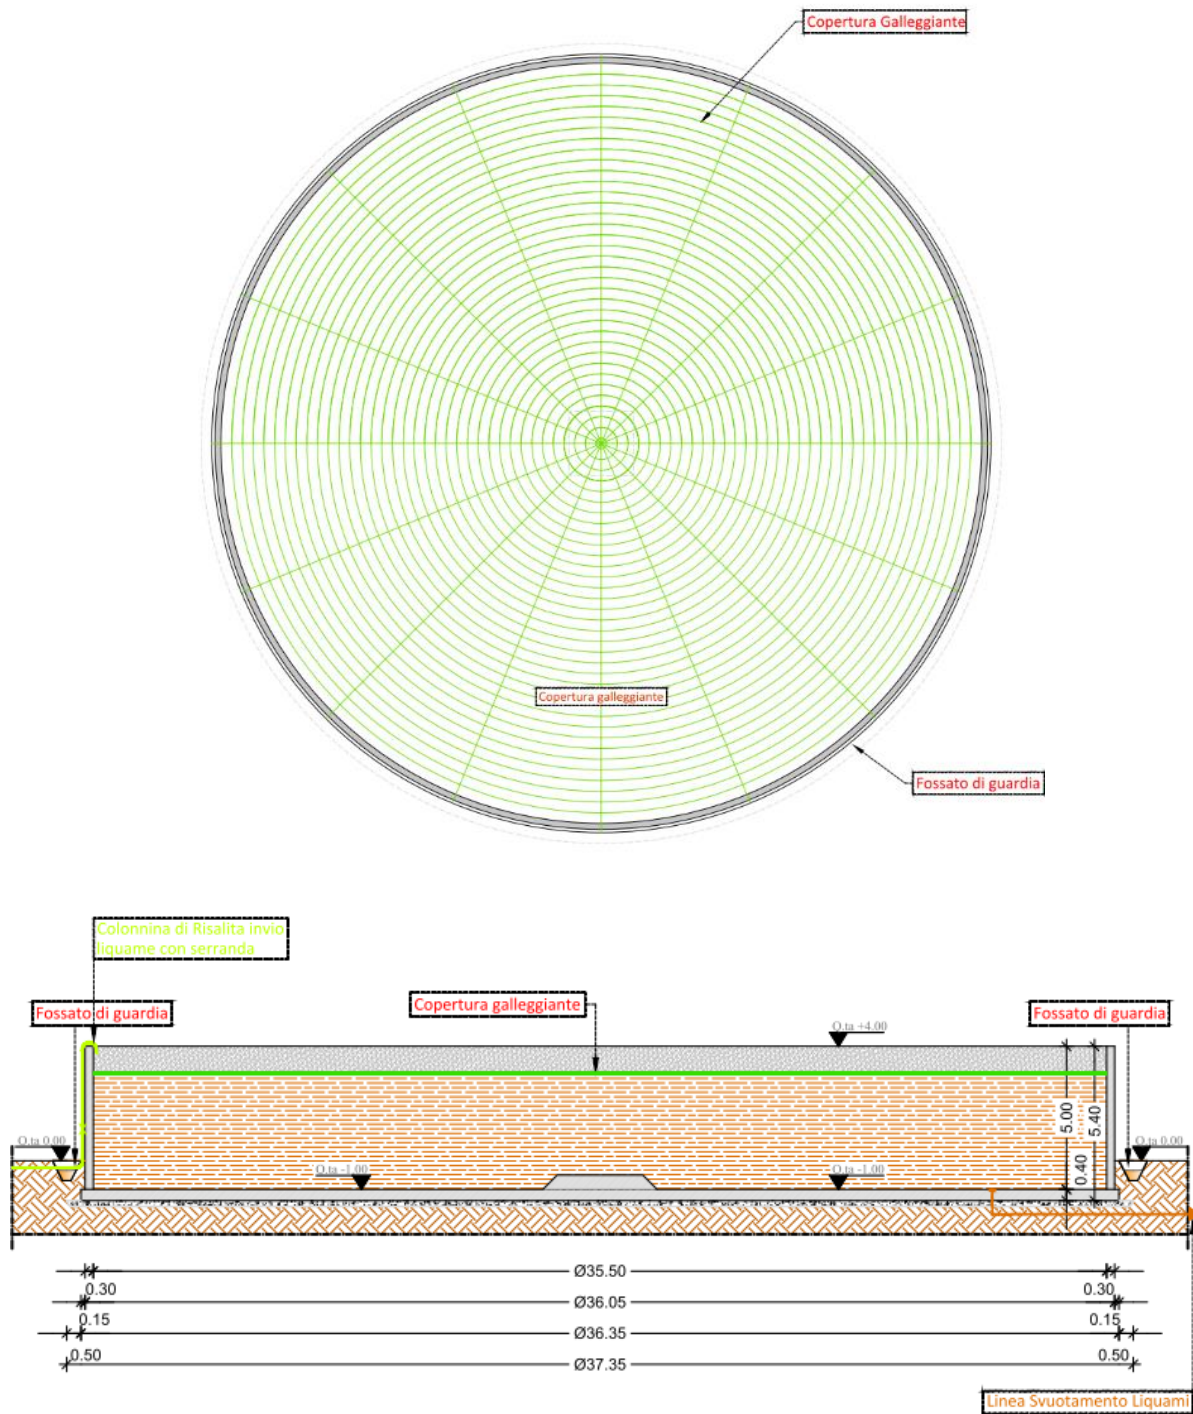 Copertura Galleggiante
Copertura galleggiante
Fossato di guardia
Colonnina di Risalita invio
liquame con serranda
Fossato di guardia
Copertura galleggiante
Fossato di guardia
Q.ta +4.00
5.00
5.40
Q.ta 0.00
Q.ta 0.00
Q.ta -1.00
Q.ta -1.00
0.40
Ø35.50
0.30
0.30
Ø36.05
0.15
0.15
Ø36.35
0.50
0.50
Ø37.35
Linea Svuotamento Liquami